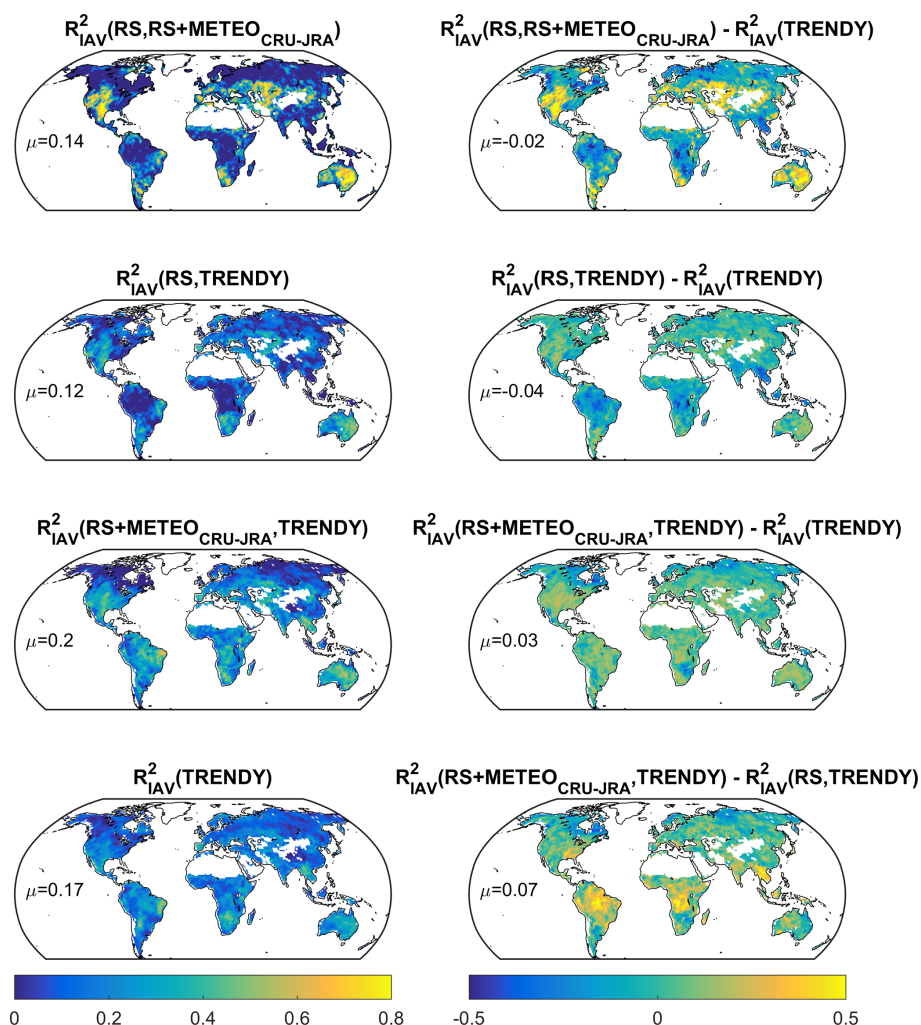 R²IAV(RS,RS+METEOCRU-JRA)
R²IAV(RS,RS+METEOCRU-JRA) - R²IAV(TRENDY)
μ=0.14
μ=-0.02
R²IAV(RS,TRENDY)
R²IAV(RS,TRENDY) - R²IAV(TRENDY)
μ=0.12
μ=-0.04
R²IAV(RS+METEOCRU-JRA,TRENDY)
R²IAV(RS+METEOCRU-JRA,TRENDY) - R²IAV(TRENDY)
μ=0.2
μ=0.03
R²IAV(TRENDY)
R²IAV(RS+METEOCRU-JRA,TRENDY) - R²IAV(RS,TRENDY)
μ=0.17
μ=0.07
0 0.2 0.4 0.6 0.8
-0.5 0 0.5